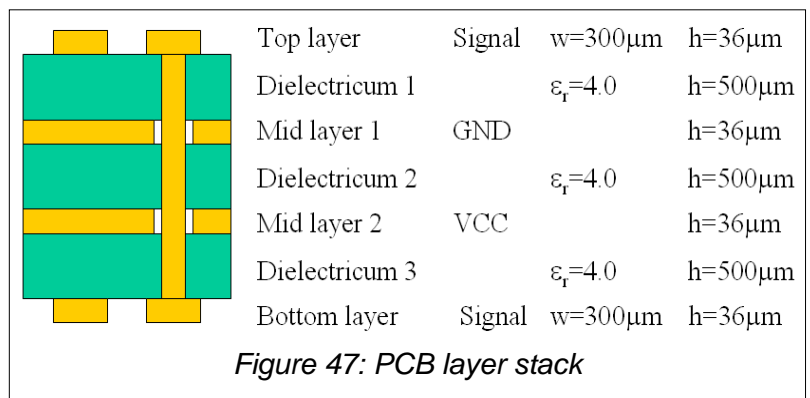 Top layer Signal w=300µm h=36µm
Dielectricum 1 εr=4.0 h=500µm
Mid layer 1 GND h=36µm
Dielectricum 2 εr=4.0 h=500µm
Mid layer 2 VCC h=36µm
Dielectricum 3 εr=4.0 h=500µm
Bottom layer Signal w=300µm h=36µm
Figure 47: PCB layer stack